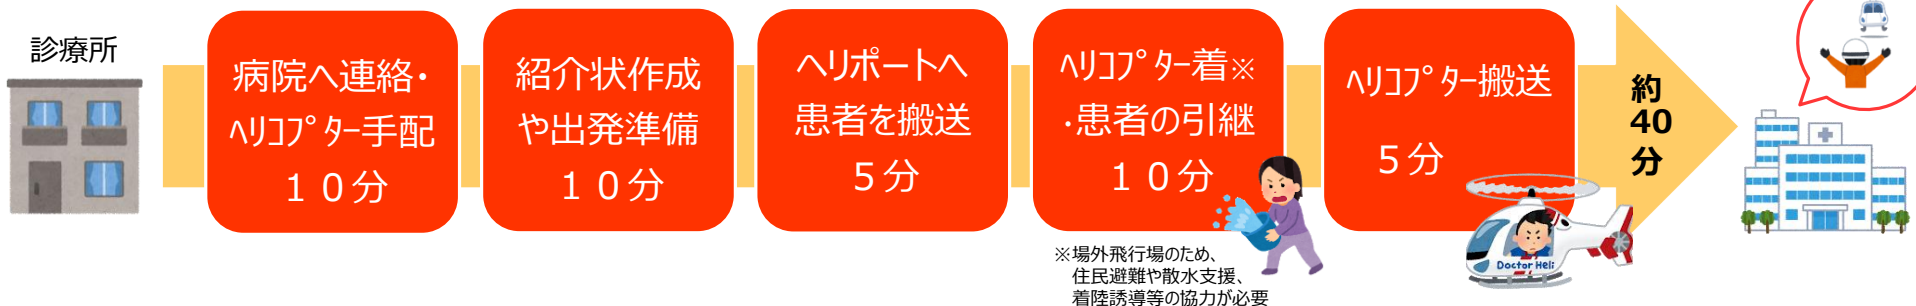 診療所
病院へ連絡・
ﾍﾘｺﾌﾟﾀｰ手配
１０分
紹介状作成
や出発準備
１０分
ヘリポートへ
患者を搬送
５分
ﾍﾘｺﾌﾟﾀｰ着※
・患者の引継
１０分
※場外飛行場のため、
住民避難や散水支援、
着陸誘導等の協力が必要
ﾍﾘｺﾌﾟﾀｰ搬送
５分
Doctor Heli
約
40
分